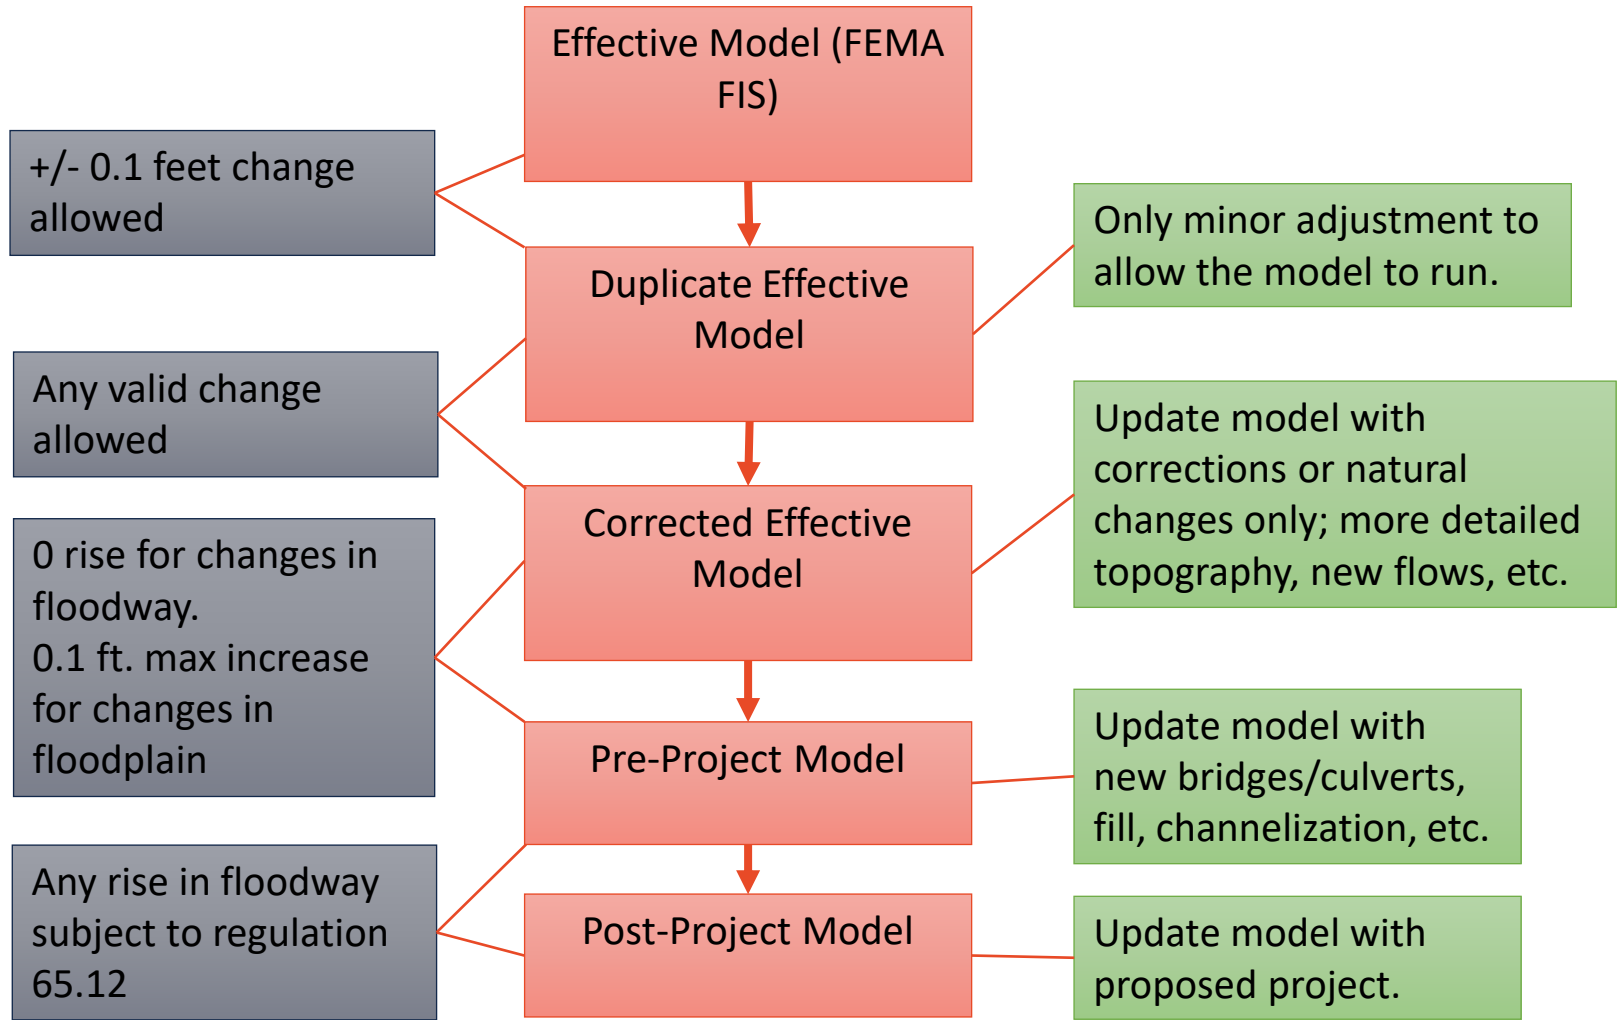 Effective Model (FEMA
FIS)
+/- 0.1 feet change
allowed
Only minor adjustment to
allow the model to run.
Duplicate Effective
Model
Any valid change
allowed
Update model with
corrections or natural
changes only; more detailed
topography, new flows, etc.
Corrected Effective
Model
0 rise for changes in
floodway.
0.1 ft. max increase
for changes in
floodplain
Pre-Project Model
Update model with
new bridges/culverts,
fill, channelization, etc.
Any rise in floodway
subject to regulation
65.12
Post-Project Model
Update model with
proposed project.